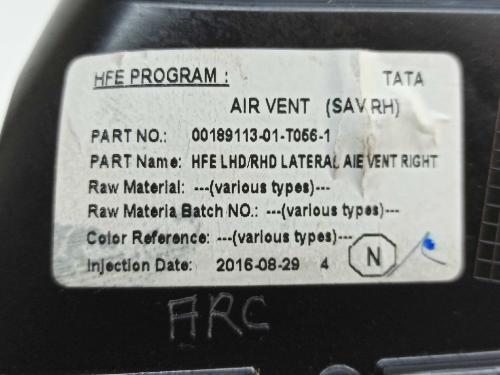 HFE PROGRAM : TATA
AIR VENT (SAV RH)
PART NO.: 00189113-01-T056-1
PART Name: HFE LHD/RHD LATERAL AIE VENT RIGHT
Raw Material: ---(various types)---
Raw Materia Batch NO.: ---(various types)---
Color Reference: ---(various types)---
Injection Date: 2016-08-29 4 N
ARC